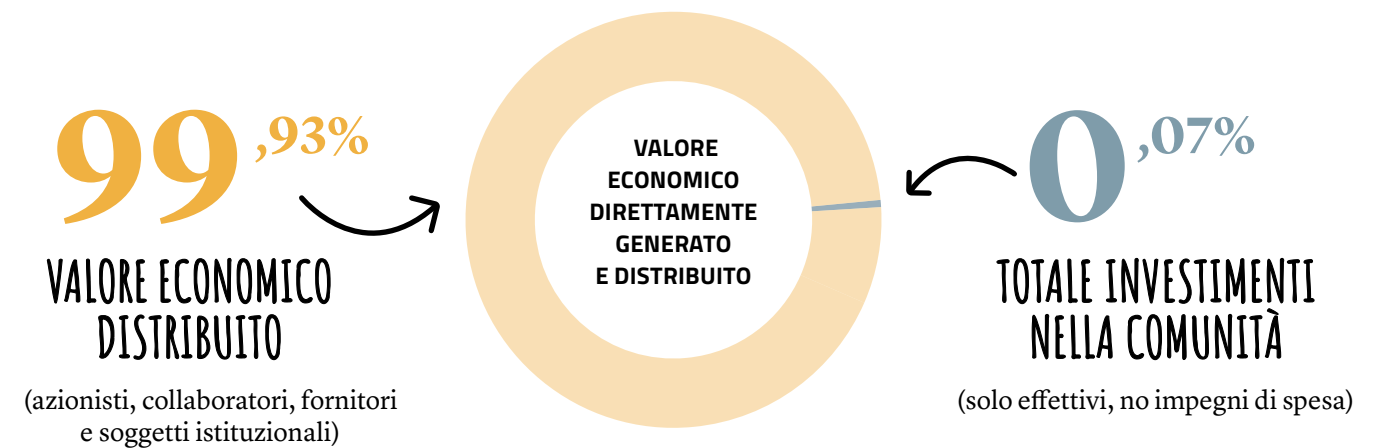 99,93%
VALORE ECONOMICO
DISTRIBUITO
(azionisti, collaboratori, fornitori
e soggetti istituzionali)
VALORE
ECONOMICO
DIRETTAMENTE
GENERATO
E DISTRIBUITO
0,07%
TOTALE INVESTIMENTI
NELLA COMUNITÀ
(solo effettivi, no impegni di spesa)